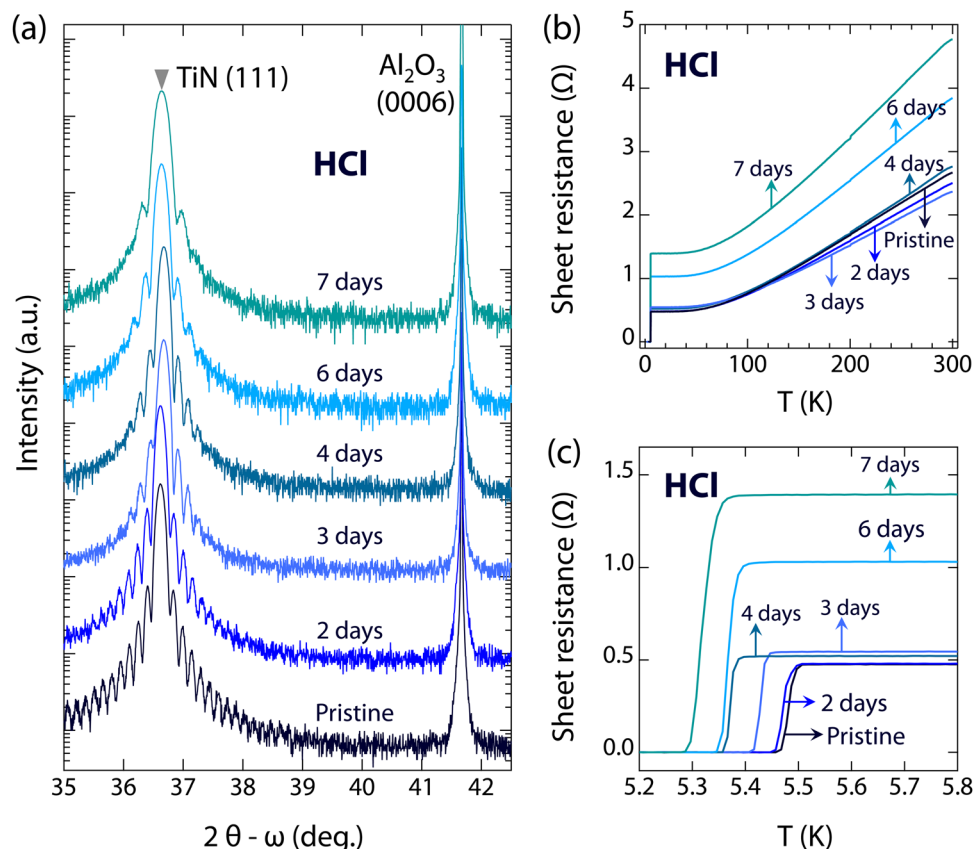 (a)
TiN (111)
Al2O3
(0006)
HCl
7 days
6 days
4 days
3 days
2 days
Pristine
Intensity (a.u.)
35 36 37 38 39 40 41 42
2 θ - ω (deg.)
(b)
HCl
5
4
3
2
1
0
Sheet resistance (Ω)
6 days
7 days
4 days
Pristine
2 days
3 days
0 100 200 300
T (K)
(c)
HCl
1.5
1.0
0.5
0.0
Sheet resistance (Ω)
7 days
6 days
3 days
4 days
2 days
Pristine
5.2 5.3 5.4 5.5 5.6 5.7 5.8
T (K)